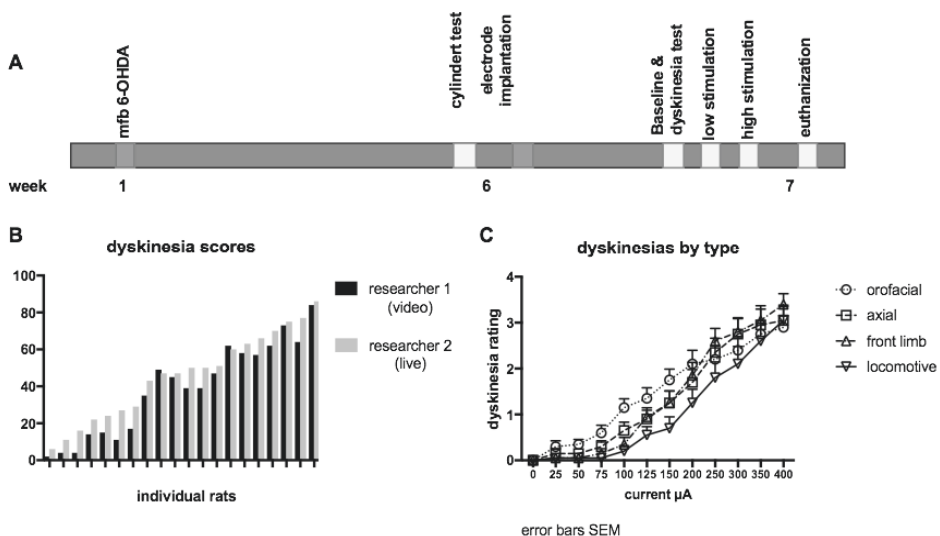 A
mfb 6-OHDA
cylindert test
electrode
implantation
Baseline &
dyskinesia test
low stimulation
high stimulation
euthanization
week 1 6 7
B
dyskinesia scores
100
80
60
40
20
0
individual rats
researcher 1
(video)
researcher 2
(live)
C
dyskinesias by type
dyskinesia rating
4
3
2
1
0
0 25 50 75 100 125 150 200 250 300 350 400
current µA
orofacial
axial
front limb
locomotive
error bars SEM